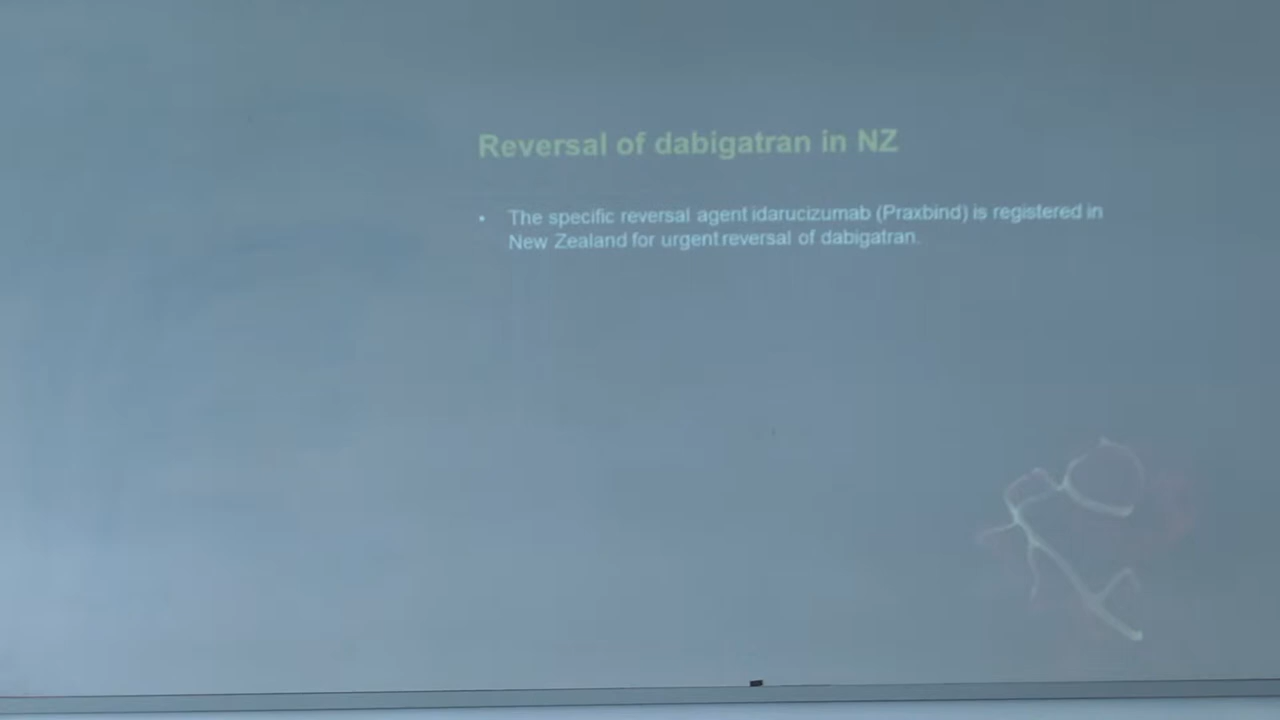 Reversal of dabigatran in NZ
• The specific reversal agent idarucizumab (Praxbind) is registered in
New Zealand for urgent reversal of dabigatran.